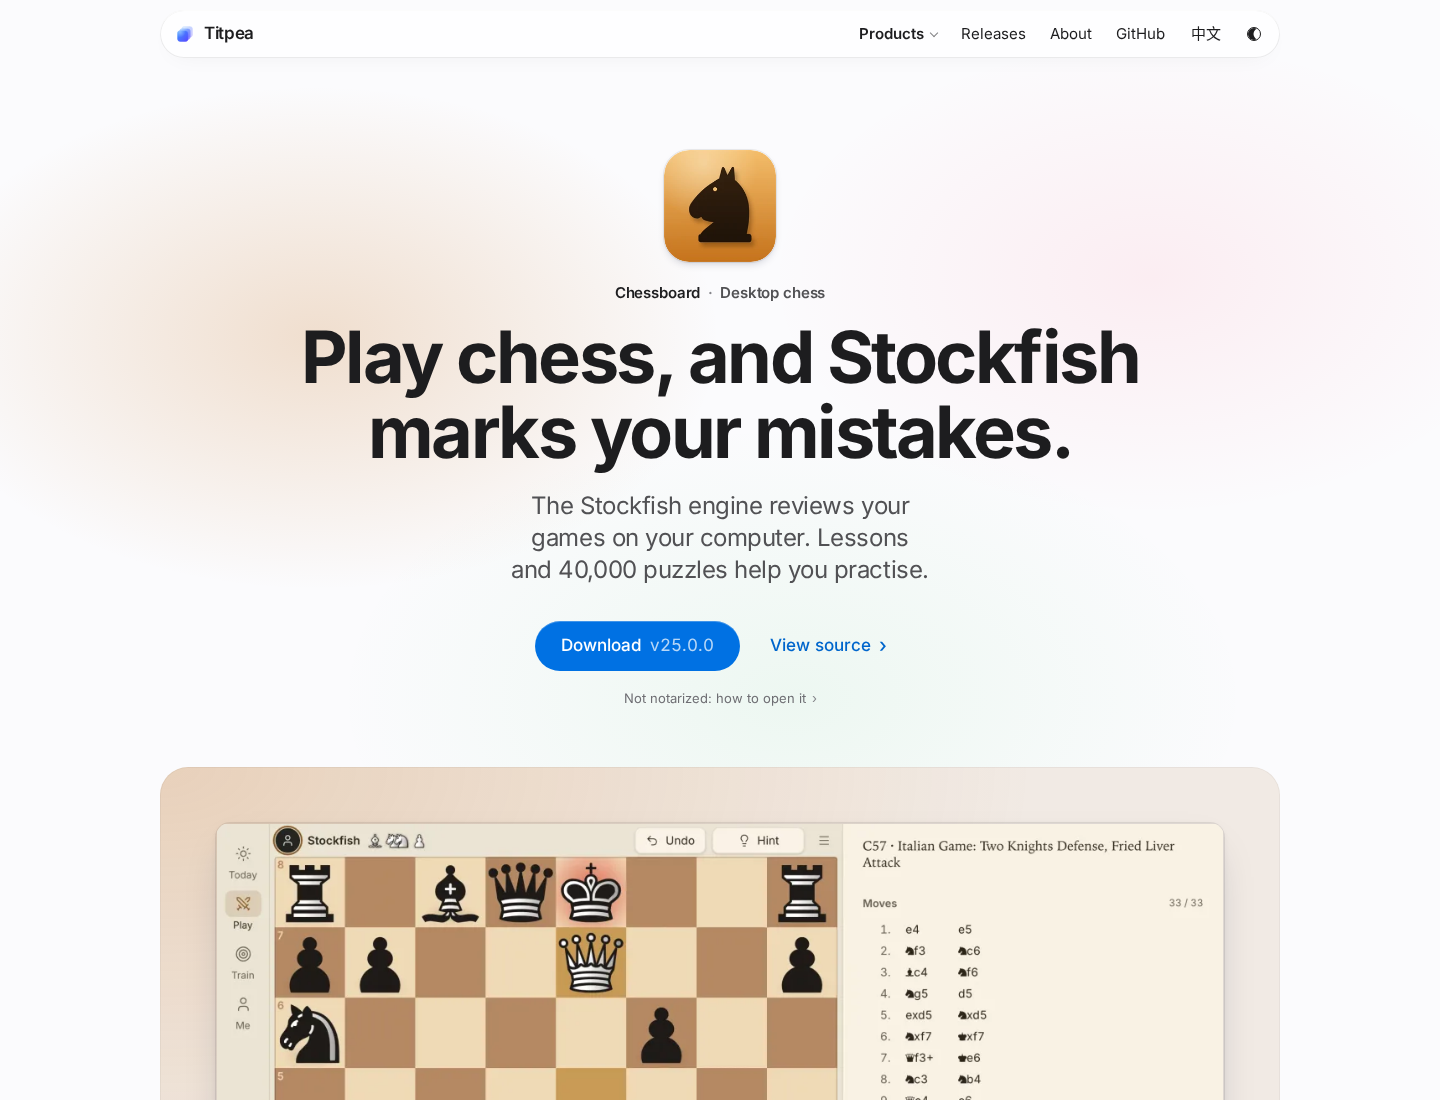 Titpea
Products
Releases
About
GitHub
中文
Chessboard · Desktop chess
Play chess, and Stockfish
marks your mistakes.
The Stockfish engine reviews your
games on your computer. Lessons
and 40,000 puzzles help you practise.
Download v25.0.0
View source ›
Not notarized: how to open it ›
Today
Play
Train
Me
Stockfish
Undo
Hint
8
7
6
5
C57 · Italian Game: Two Knights Defense, Fried Liver
Attack
Moves 33 / 33
1. e4 e5
2. ♞f3 ♞c6
3. ♝c4 ♞f6
4. ♞g5 d5
5. exd5 ♞xd5
6. ♞xf7 ♚xf7
7. ♛f3+ ♚e6
8. ♞c3 ♞b4